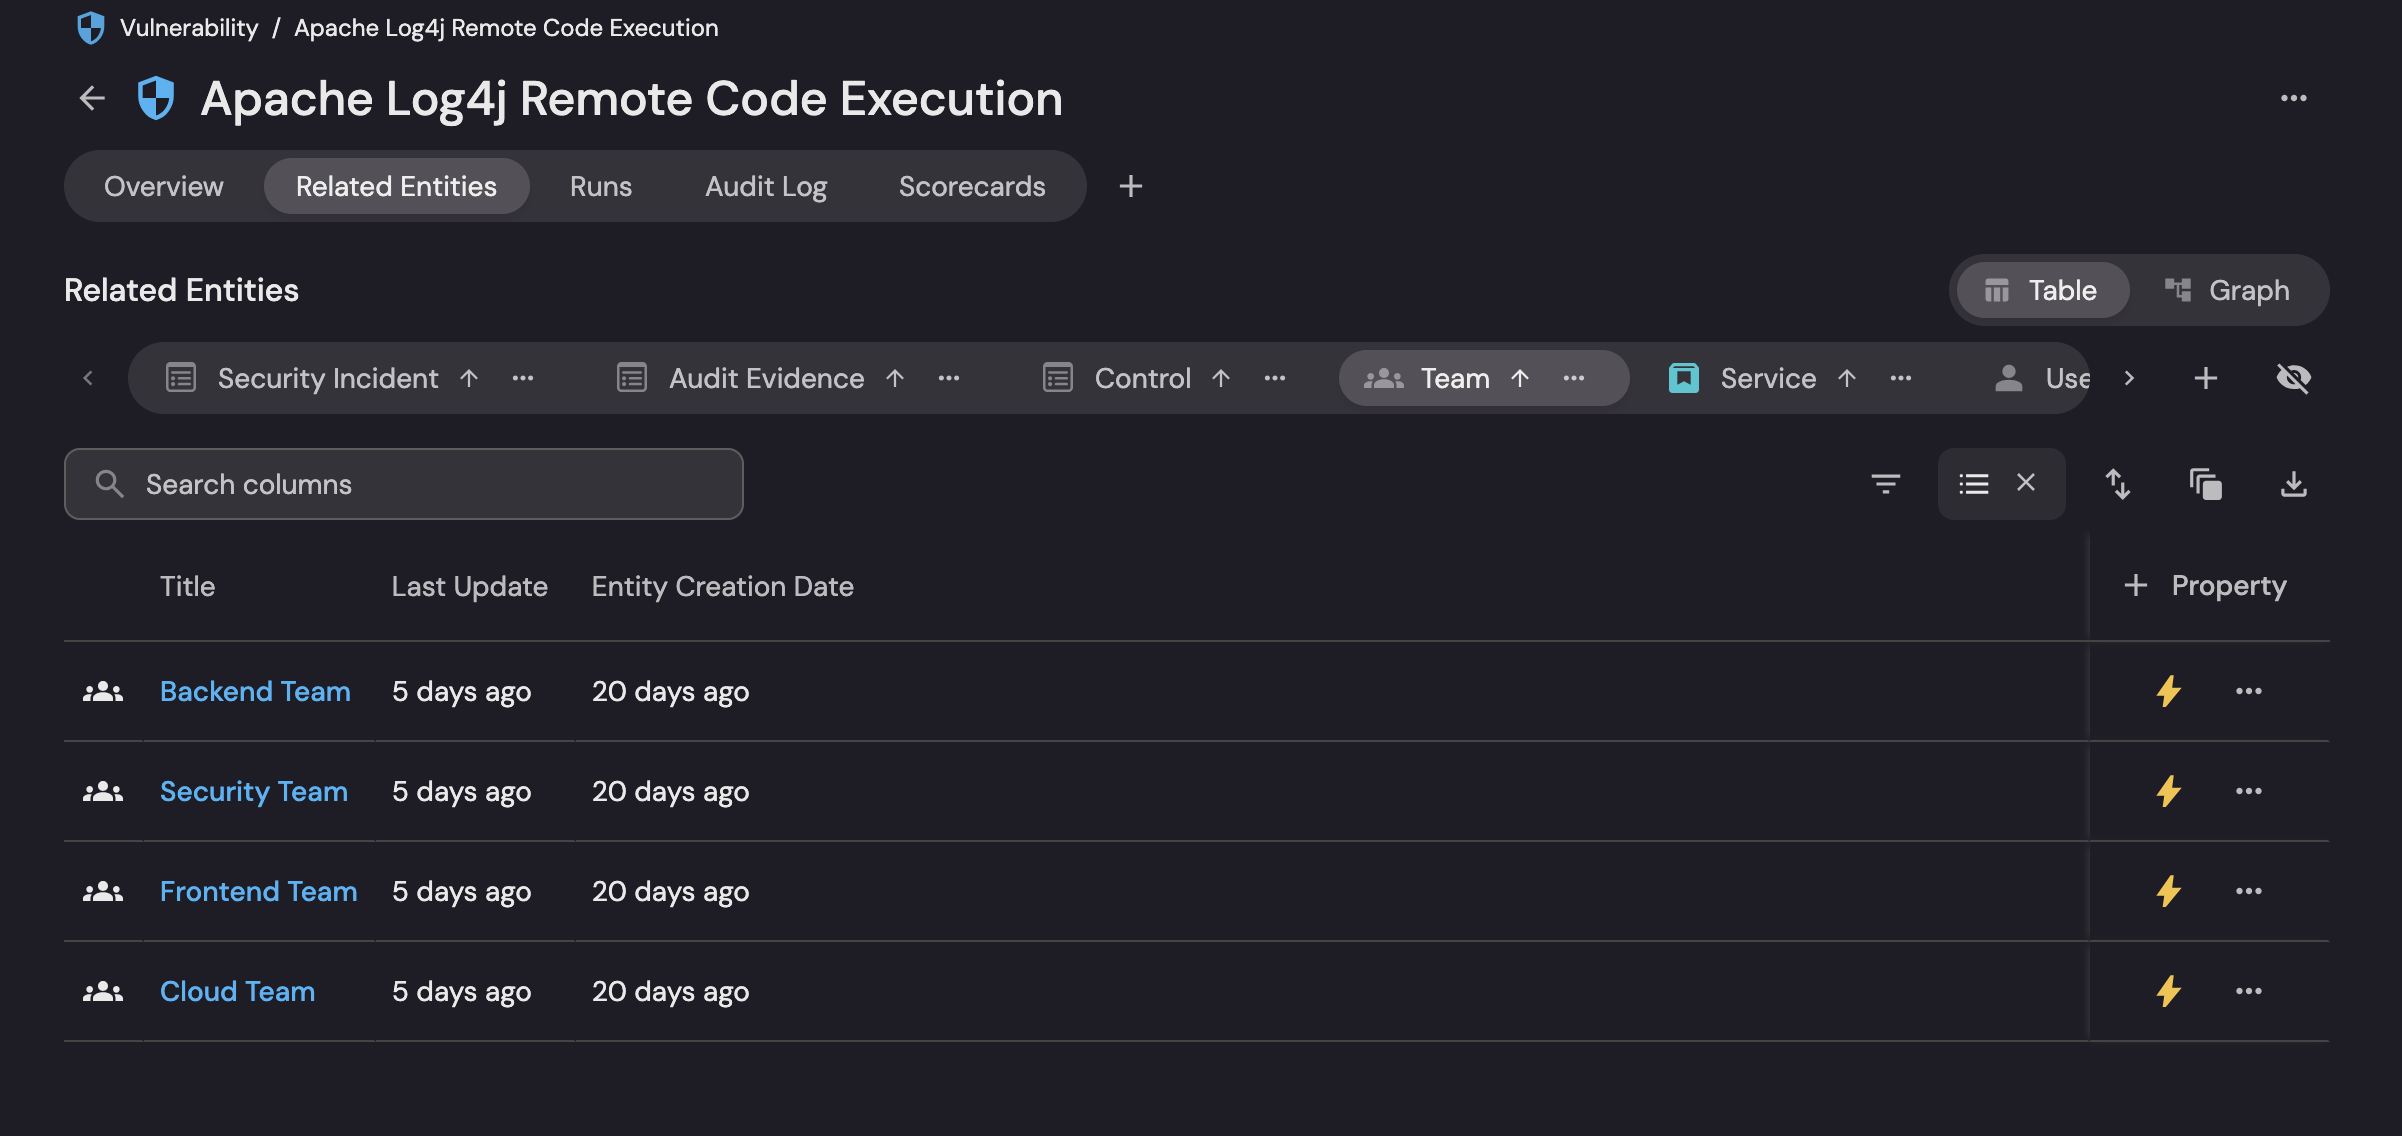 Vulnerability / Apache Log4j Remote Code Execution
Apache Log4j Remote Code Execution
Overview Related Entities Runs Audit Log Scorecards
Related Entities
Table Graph
Security Incident Audit Evidence Control Team Service Use
Search columns
Title Last Update Entity Creation Date Property
Backend Team 5 days ago 20 days ago
Security Team 5 days ago 20 days ago
Frontend Team 5 days ago 20 days ago
Cloud Team 5 days ago 20 days ago